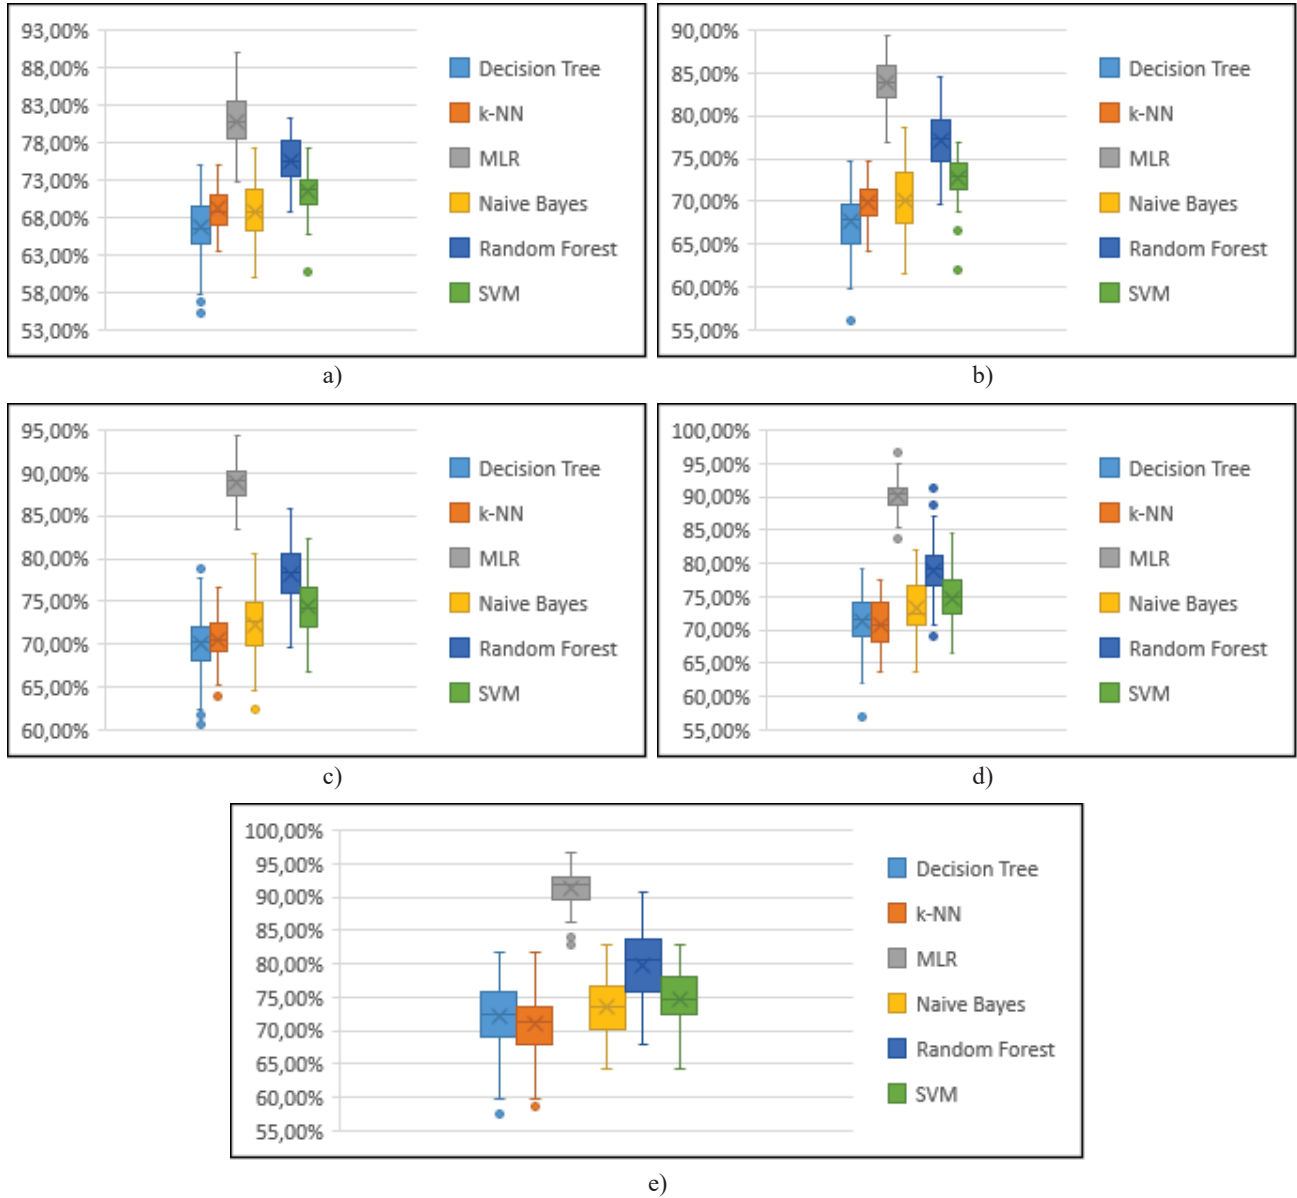 93,00%
88,00%
83,00%
78,00%
73,00%
68,00%
63,00%
58,00%
53,00%
Decision Tree
k-NN
MLR
Naive Bayes
Random Forest
SVM
a)
90,00%
85,00%
80,00%
75,00%
70,00%
65,00%
60,00%
55,00%
Decision Tree
k-NN
MLR
Naive Bayes
Random Forest
SVM
b)
95,00%
90,00%
85,00%
80,00%
75,00%
70,00%
65,00%
60,00%
Decision Tree
k-NN
MLR
Naive Bayes
Random Forest
SVM
c)
100,00%
95,00%
90,00%
85,00%
80,00%
75,00%
70,00%
65,00%
60,00%
55,00%
Decision Tree
k-NN
MLR
Naive Bayes
Random Forest
SVM
d)
100,00%
95,00%
90,00%
85,00%
80,00%
75,00%
70,00%
65,00%
60,00%
55,00%
Decision Tree
k-NN
MLR
Naive Bayes
Random Forest
SVM
e)